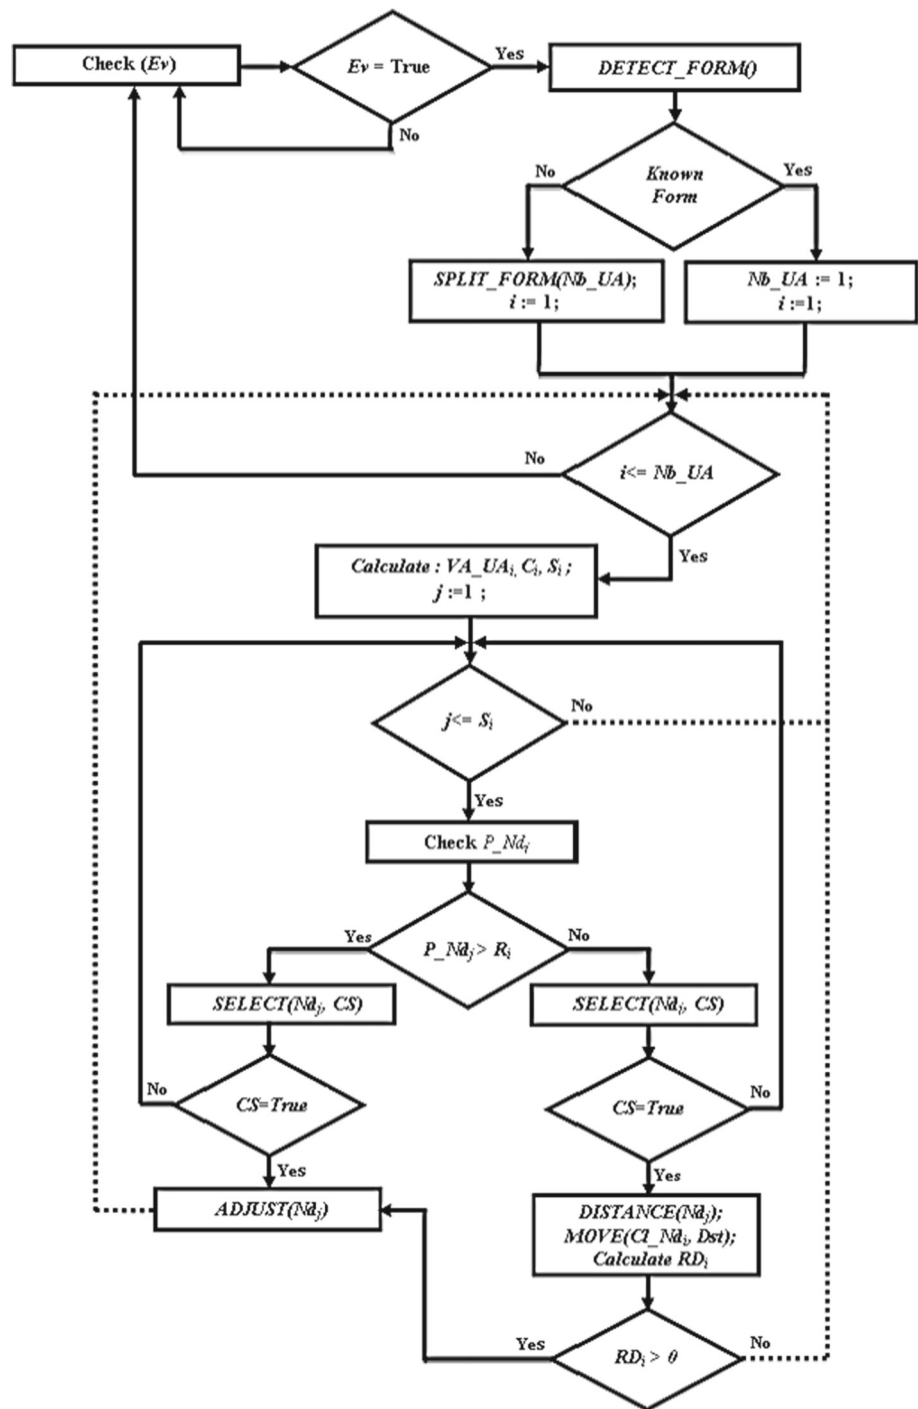 Check (Ev)
Ev = True
Yes
DETECT_FORM()
No
Known
Form
No
Yes
SPLIT_FORM(Nb_UA);
i := 1;
Nb_UA := 1;
i :=1;
i<= Nb_UA
No
Yes
Calculate : VA_UAi, Ci, Si ;
j :=1 ;
j<= Si
No
Yes
Check P_Ndj
P_Ndj > Ri
Yes
No
SELECT(Ndj, CS)
SELECT(Ndi, CS)
CS=True
No
CS=True
No
Yes
Yes
ADJUST(Ndj)
DISTANCE(Ndj);
MOVE(Cl_Ndi, Dst);
Calculate RDi
Yes
RDi > 0
No